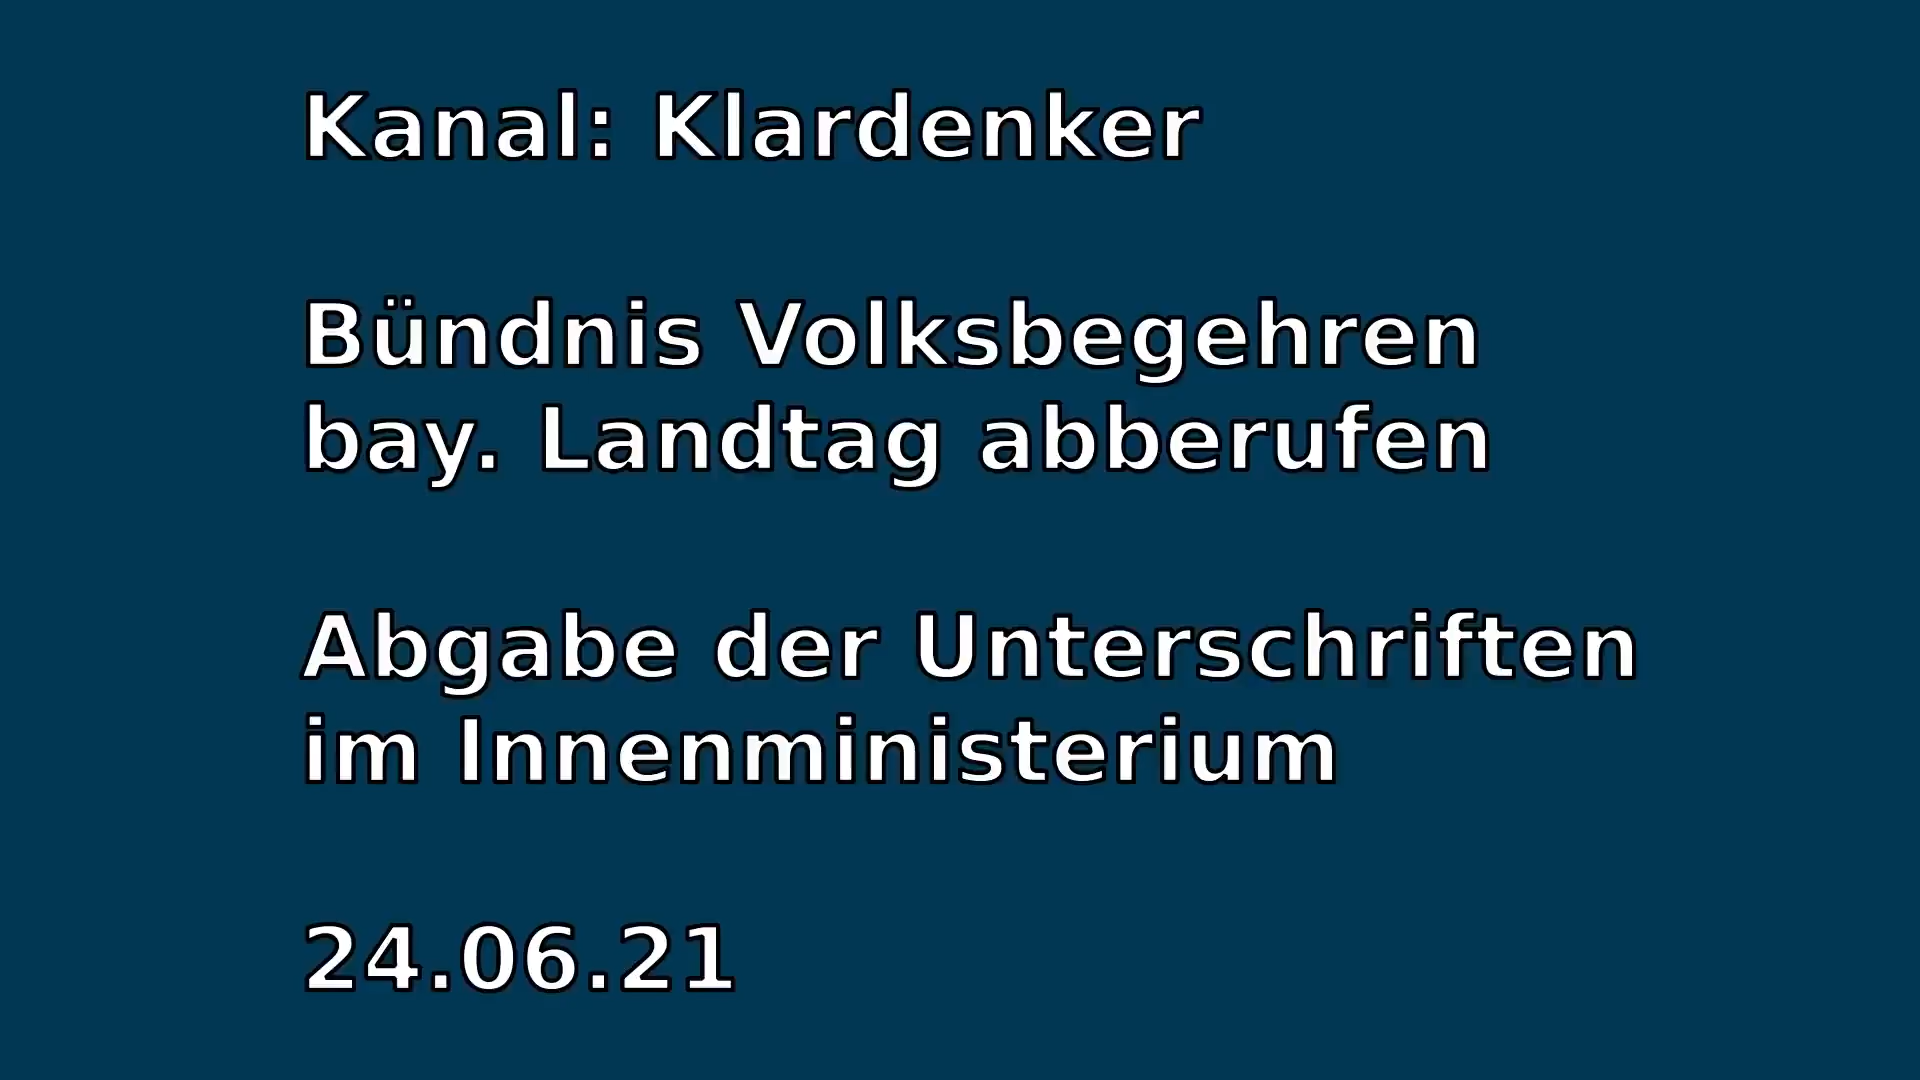 Kanal: Klardenker
Bündnis Volksbegehren
bay. Landtag abberufen
Abgabe der Unterschriften
im Innenministerium
24.06.21